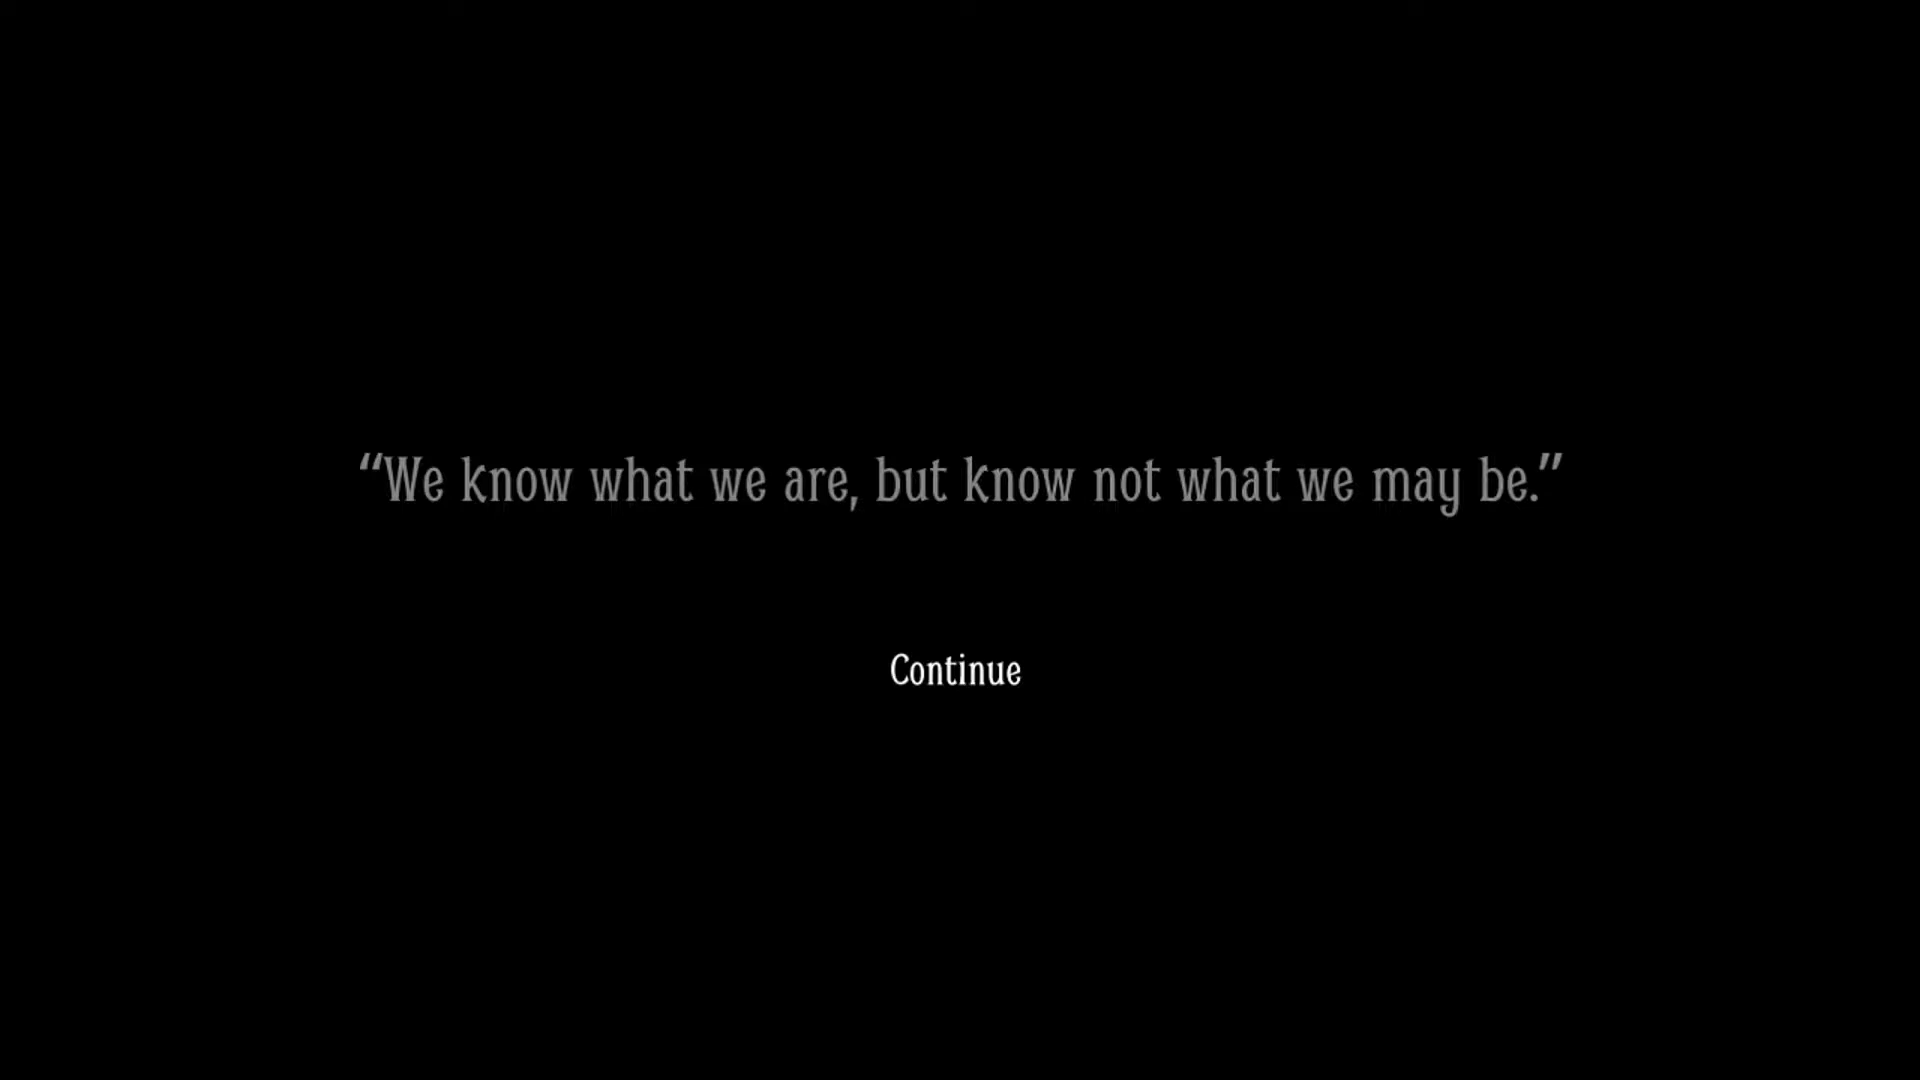 “We know what we are, but know not what we may be.”
Continue